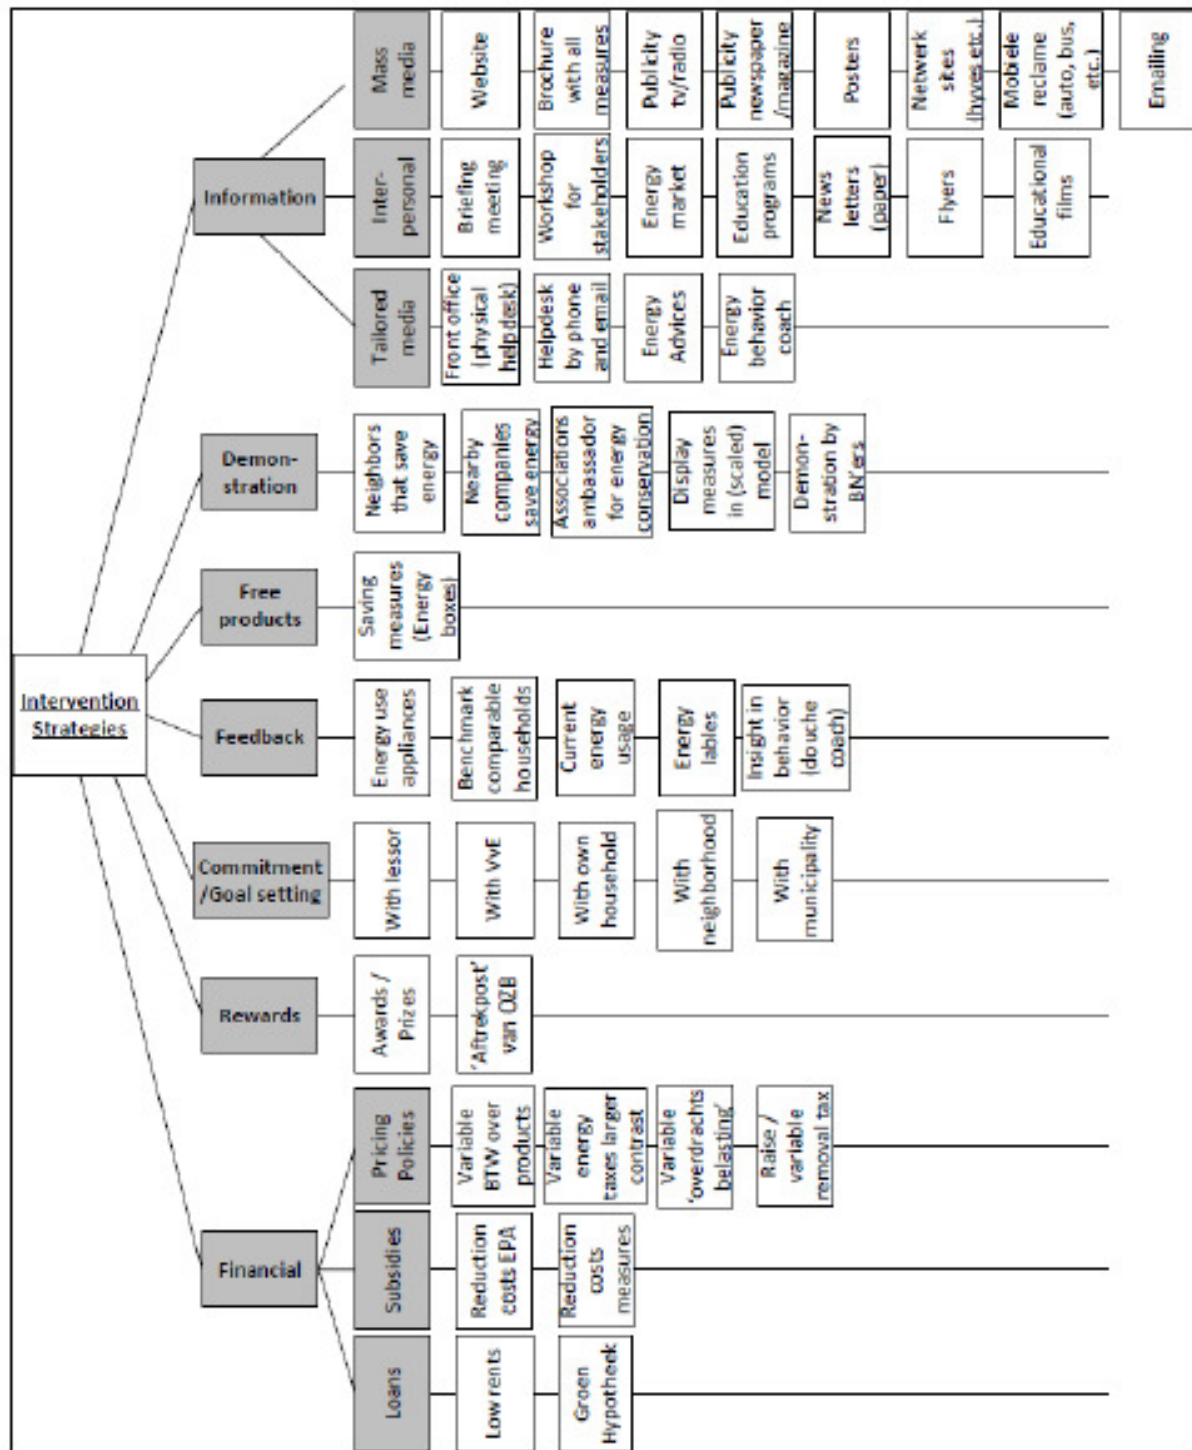 Intervention
Strategies
Information
Mass
media
Website
Brochure
with all
measures
Publicity
tv/radio
Publicity
newspaper
/magazine
Posters
Netwerk
sites
(hyves etc.)
Mobiele
reclame
(auto, bus,
etc.)
Emailing
Inter-
personal
Briefing
meeting
Workshop
for
stakeholders
Energy
market
Education
programs
News
letters
(paper)
Flyers
Educational
films
Tailored
media
Front office
(physical
helpdesk)
Helpdesk
by phone
and email
Energy
Advices
Energy
behavior
coach
Demon-
stration
Neighbors
that save
energy
Nearby
companies
save energy
Associations
ambassador
for energy
conservation
Display
measures
in (scaled)
model
Demon-
stration by
BN'ers
Free
products
Saving
measures
(Energy
boxes)
Feedback
Energy use
appliances
Benchmark
comparable
households
Current
energy
usage
Energy
lables
Insight in
behavior
(douche
coach)
Commitment
/Goal setting
With lessor
With VvE
With own
household
With
neighborhood
With
municipality
Rewards
Awards /
Prizes
'Aftrekpost'
van OZB
Financial
Pricing
Policies
Variable
BTW over
products
Variable
energy
taxes larger
contrast
Variable
'overdrachts
belasting'
Raise /
variable
removal tax
Subsidies
Reduction
costs EPA
Reduction
costs
measures
Loans
Low rents
Groen
Hypotheek